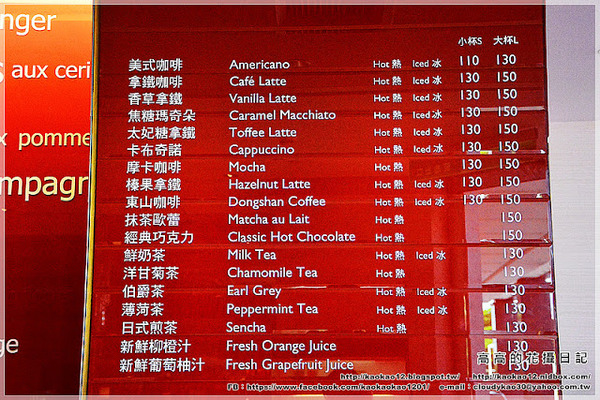 nger
s aux ceri
x pomme
mpagn
ge
小杯S 大杯L
美式咖啡 Americano Hot 熱 Iced 冰 110 130
拿鐵咖啡 Café Latte Hot 熱 Iced 冰 130 150
香草拿鐵 Vanilla Latte Hot 熱 Iced 冰 130 150
焦糖瑪奇朵 Caramel Macchiato Hot 熱 Iced 冰 130 150
太妃糖拿鐵 Toffee Latte Hot 熱 Iced 冰 130 150
卡布奇諾 Cappuccino Hot 熱 Iced 冰 130 150
摩卡咖啡 Mocha Hot 熱 130 150
榛果拿鐵 Hazelnut Latte Hot 熱 Iced 冰 130 150
東山咖啡 Dongshan Coffee Hot 熱 Iced 冰 130 150
抹茶歐蕾 Matcha au Lait Hot 熱 150
經典巧克力 Classic Hot Chocolate Hot 熱 150
鮮奶茶 Milk Tea Hot 熱 Iced 冰 130
洋甘菊茶 Chamomile Tea Hot 熱 130
伯爵茶 Earl Grey Hot 熱 Iced 冰 130
薄荷茶 Peppermint Tea Hot 熱 Iced 冰 130
日式煎茶 Sencha Hot 熱 130
新鮮柳橙汁 Fresh Orange Juice 130
新鮮葡萄柚汁 Fresh Grapefruit Juice 130
高高的花攝日記
http://kaokao12.blogspot.tw/ http://kaokao12.nidbox.com/
FB：https://www.facebook.com/kaokaokao1201/ e-mail：cloudykao30@yahoo.com.tw